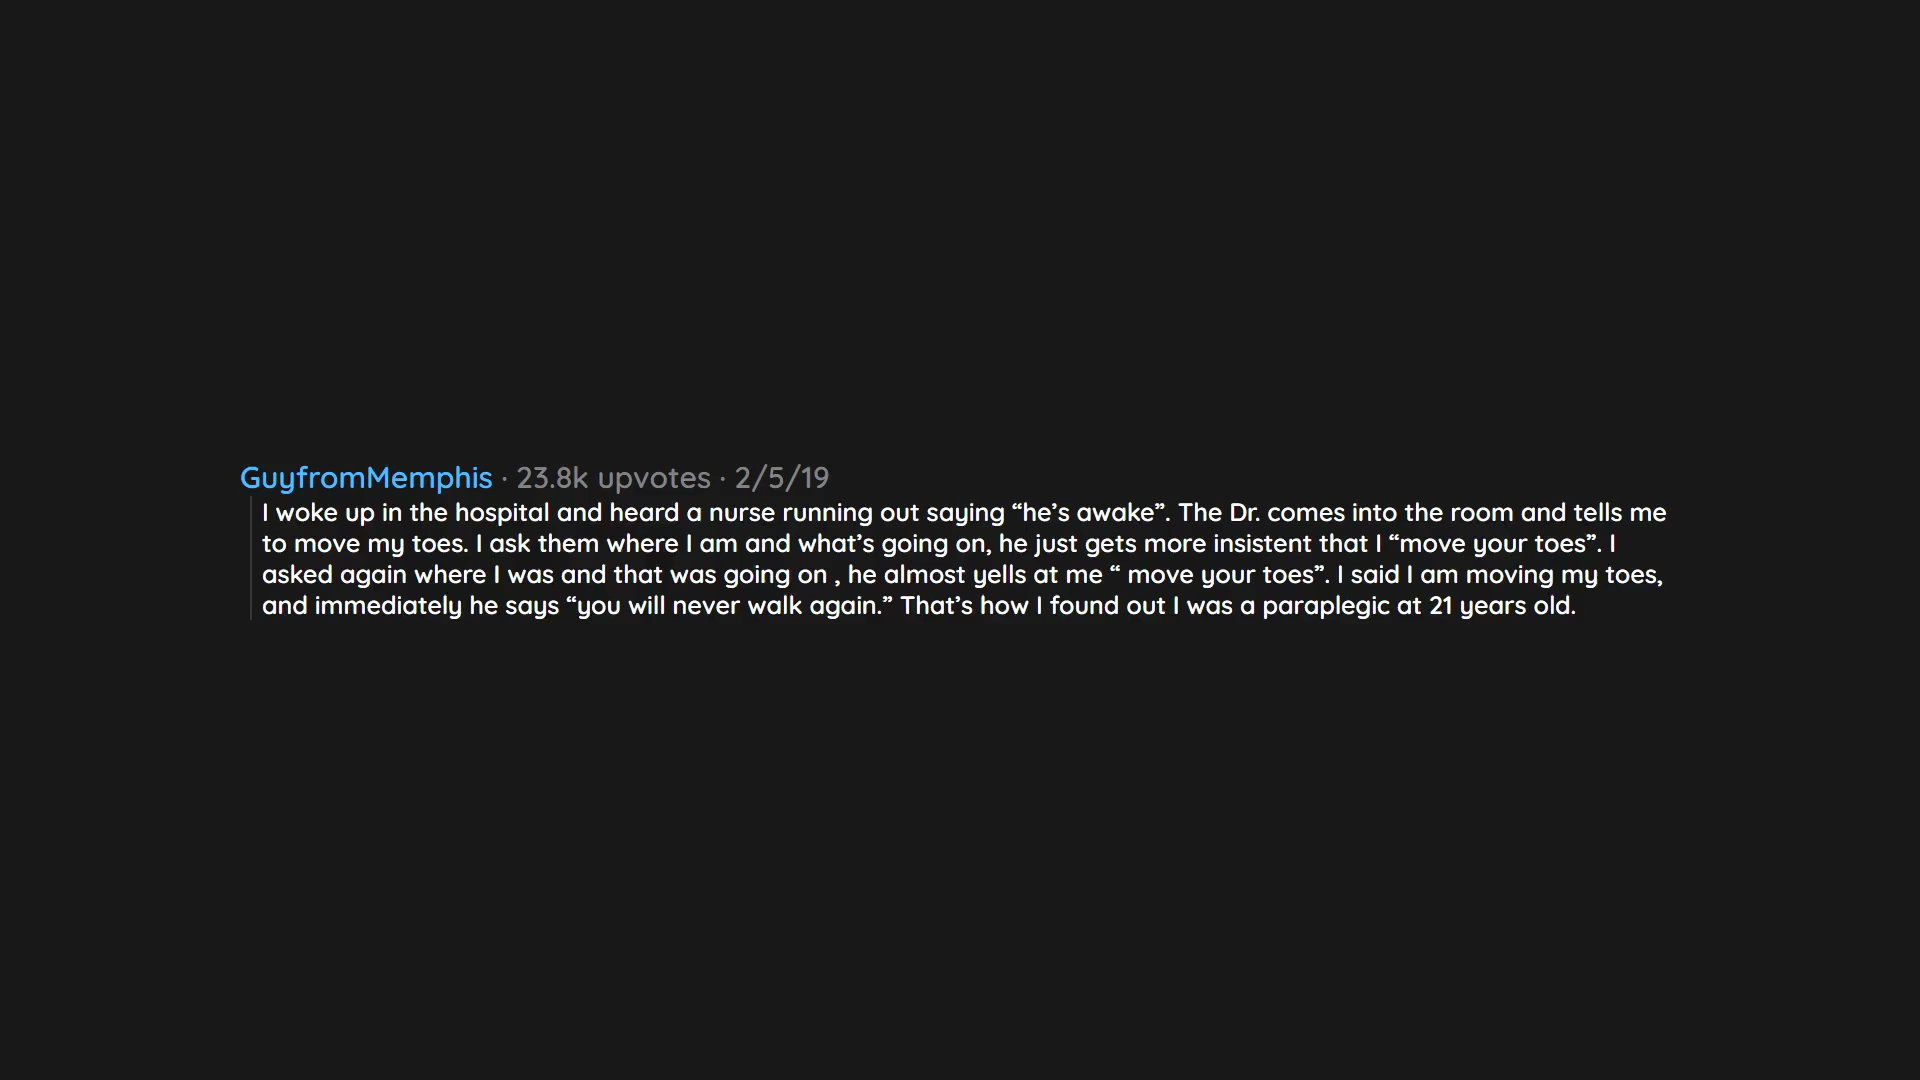 GuyfromMemphis · 23.8k upvotes · 2/5/19
I woke up in the hospital and heard a nurse running out saying “he’s awake”. The Dr. comes into the room and tells me
to move my toes. I ask them where I am and what’s going on, he just gets more insistent that I “move your toes”. I
asked again where I was and that was going on , he almost yells at me “ move your toes”. I said I am moving my toes,
and immediately he says “you will never walk again.” That’s how I found out I was a paraplegic at 21 years old.